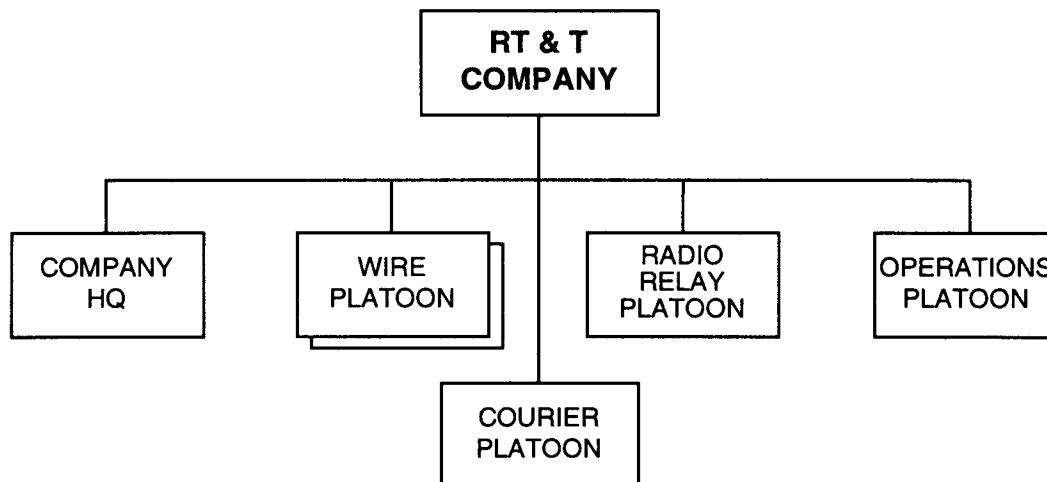 RT & T
COMPANY
COMPANY
HQ
WIRE
PLATOON
RADIO
RELAY
PLATOON
OPERATIONS
PLATOON
COURIER
PLATOON